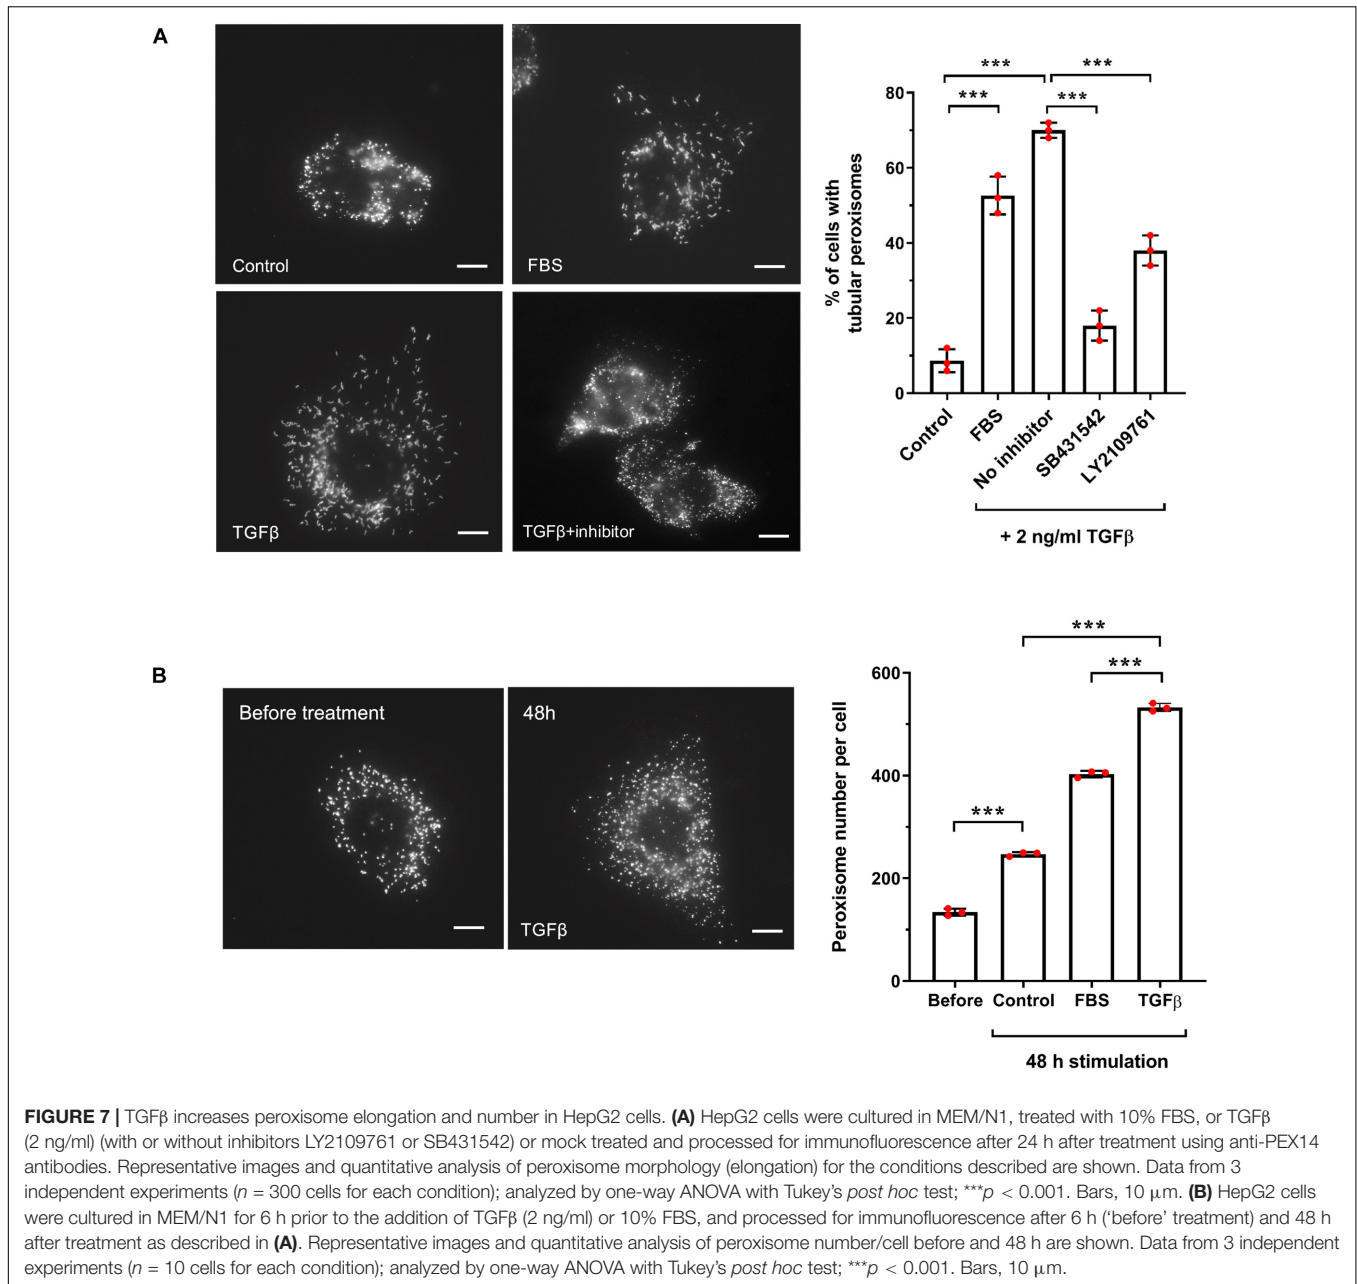 A
Control
FBS
TGFβ
TGFβ+inhibitor
% of cells with
tubular peroxisomes
80
60
40
20
0
***
***
***
***
Control
FBS
No inhibitor
SB431542
LY2109761
+ 2 ng/ml TGFβ
B
Before treatment
48h
TGFβ
Peroxisome number per cell
600
400
200
0
***
***
***
Before
Control
FBS
TGFβ
48 h stimulation
FIGURE 7 | TGFβ increases peroxisome elongation and number in HepG2 cells. (A) HepG2 cells were cultured in MEM/N1, treated with 10% FBS, or TGFβ
(2 ng/ml) (with or without inhibitors LY2109761 or SB431542) or mock treated and processed for immunofluorescence after 24 h after treatment using anti-PEX14
antibodies. Representative images and quantitative analysis of peroxisome morphology (elongation) for the conditions described are shown. Data from 3
independent experiments (n = 300 cells for each condition); analyzed by one-way ANOVA with Tukey's post hoc test; ***p < 0.001. Bars, 10 μm. (B) HepG2 cells
were cultured in MEM/N1 for 6 h prior to the addition of TGFβ (2 ng/ml) or 10% FBS, and processed for immunofluorescence after 6 h ('before' treatment) and 48 h
after treatment as described in (A). Representative images and quantitative analysis of peroxisome number/cell before and 48 h are shown. Data from 3 independent
experiments (n = 10 cells for each condition); analyzed by one-way ANOVA with Tukey's post hoc test; ***p < 0.001. Bars, 10 μm.